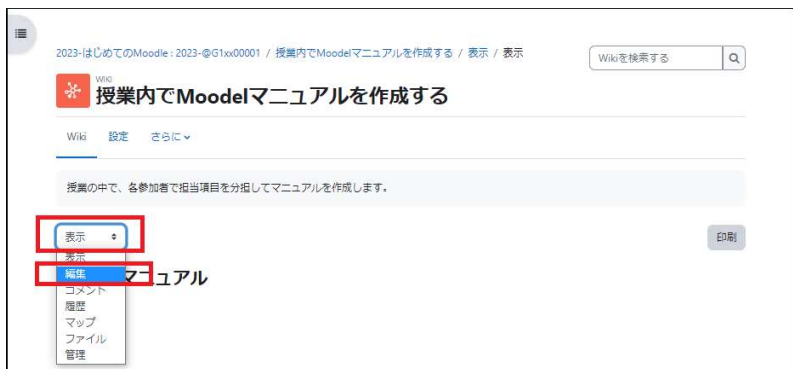 2023-はじめてのMoodle : 2023-@G1xx00001 / 授業内でMoodelマニュアルを作成する / 表示 / 表示
Wikiを検索する
Wiki
授業内でMoodelマニュアルを作成する
Wiki 設定 さらに
授業の中で、各参加者で担当項目を分担してマニュアルを作成します。
表示
印刷
表示
編集
マニュアル
コメント
履歴
マップ
ファイル
管理